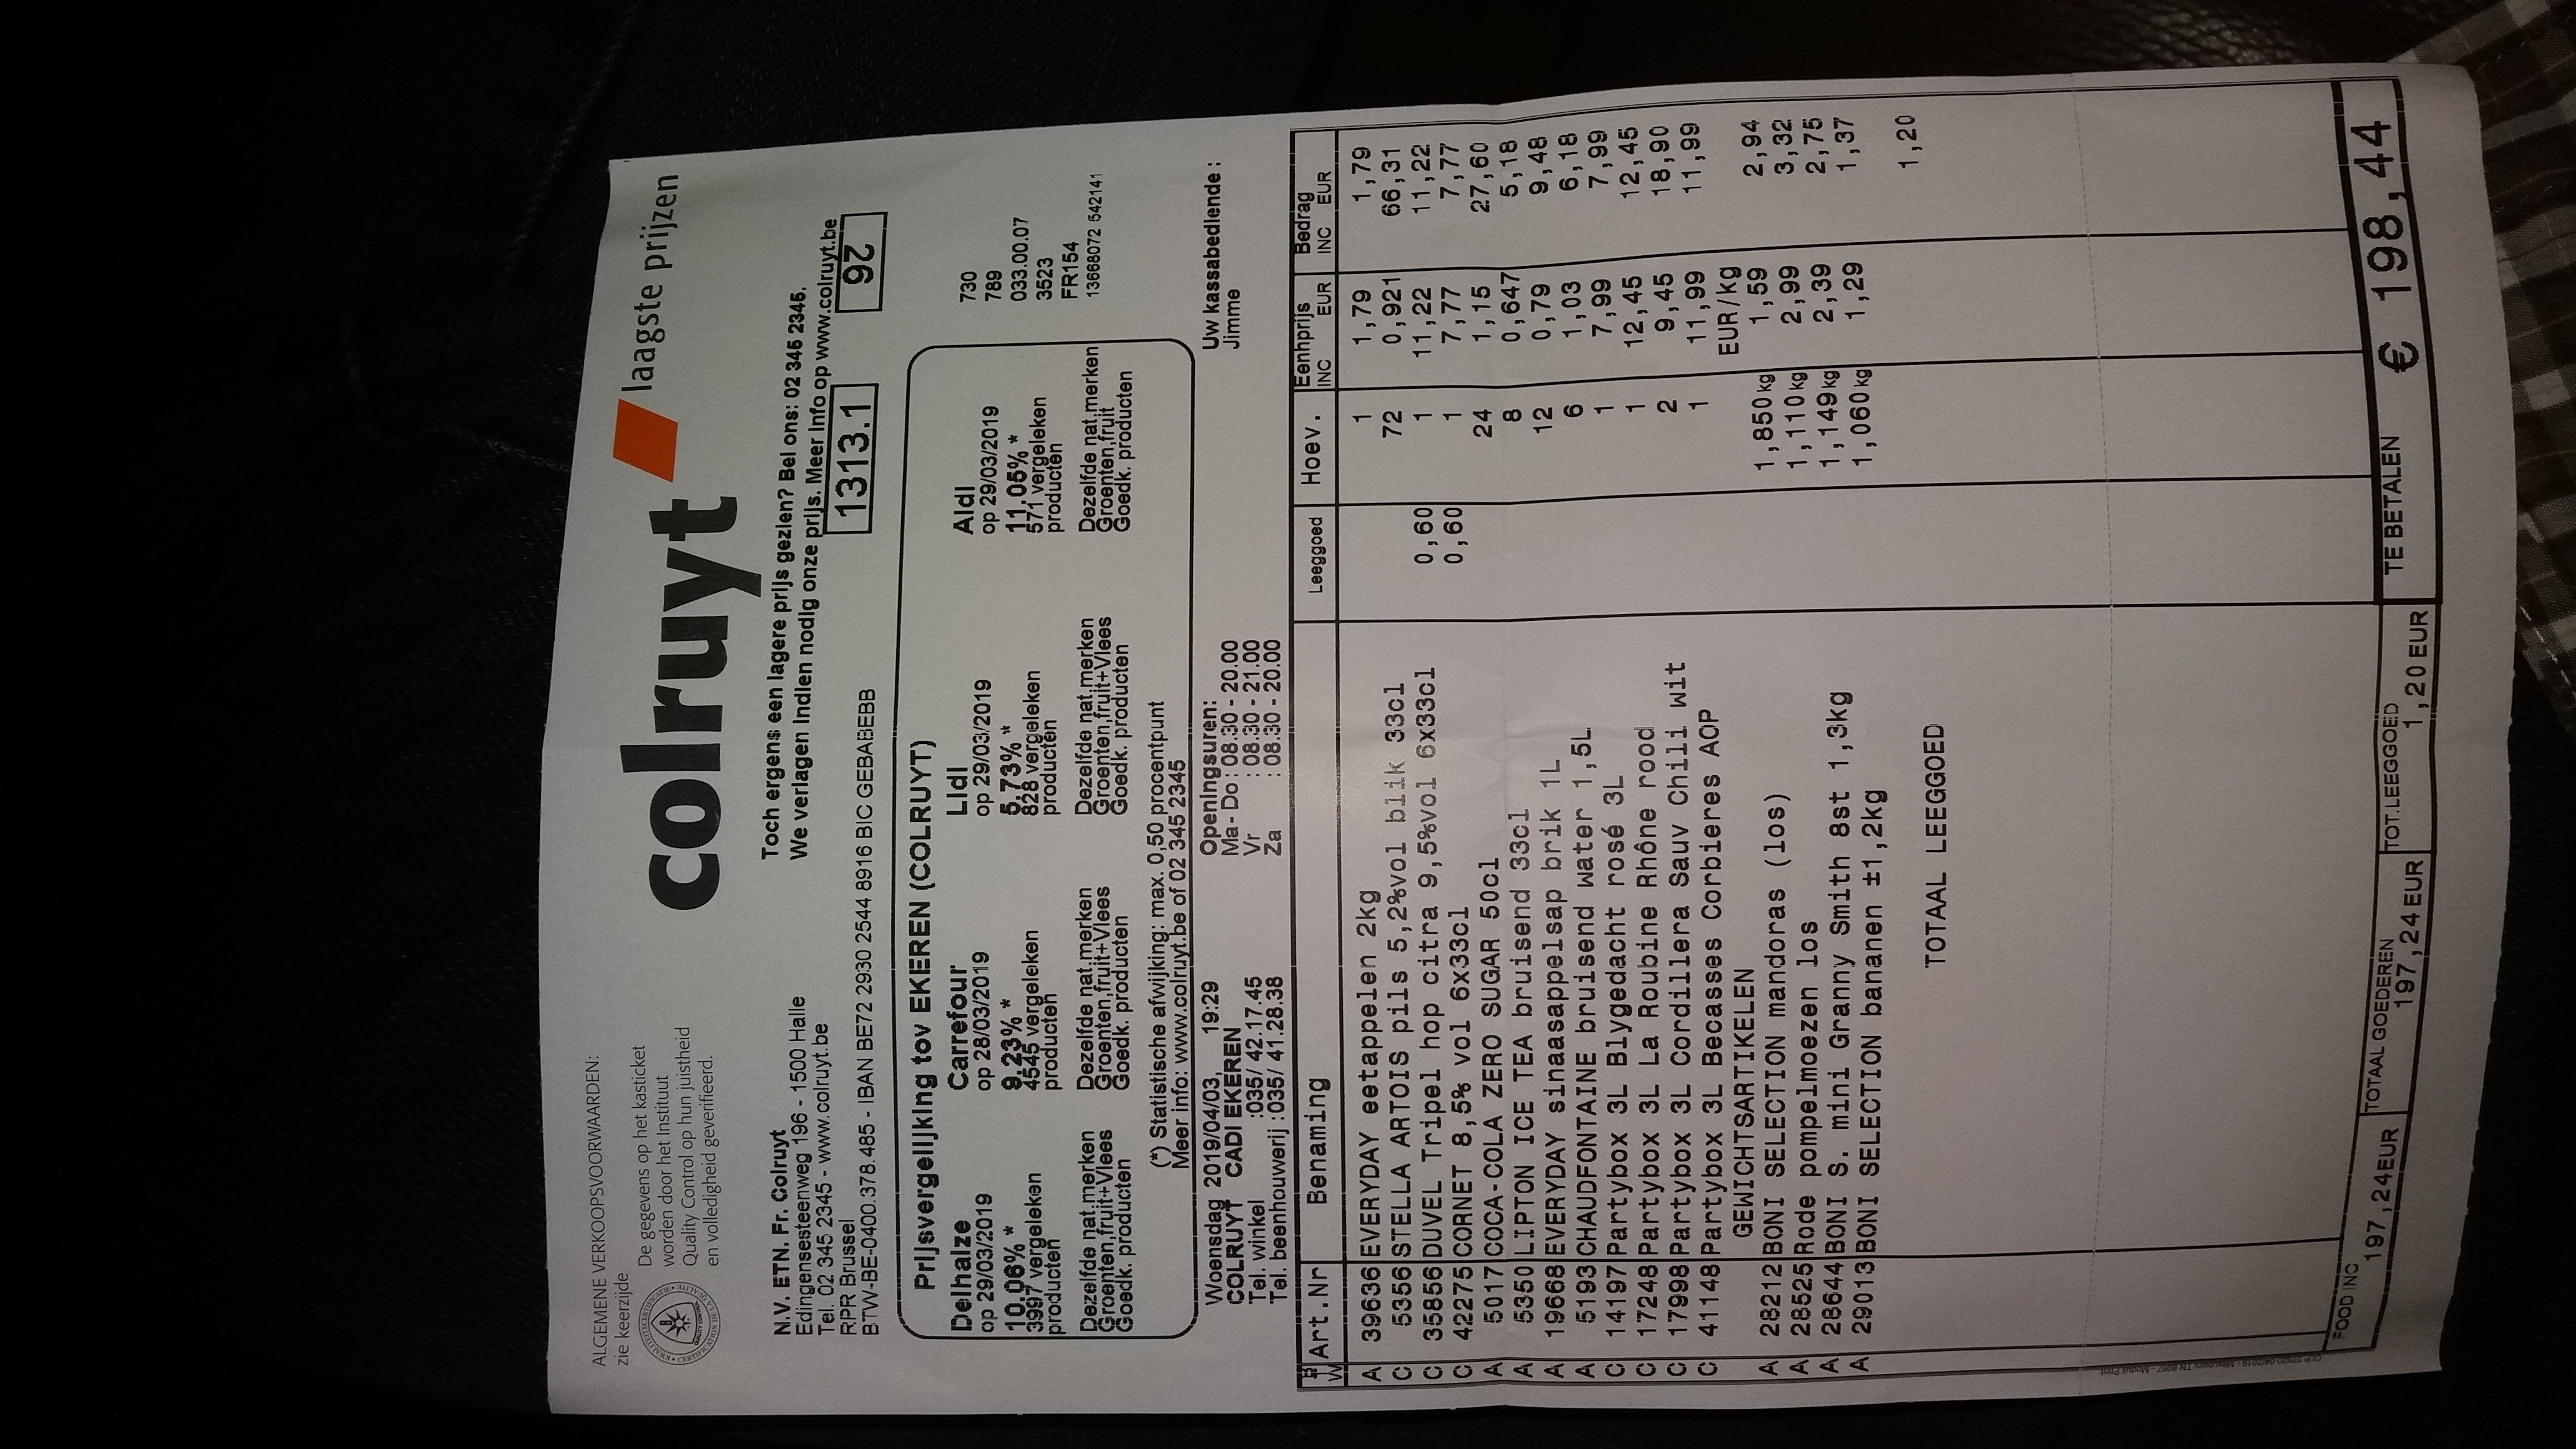 ALGEMENE VERKOOPSVOORWAARDEN:
zie keerzijde
De gegevens op het kasticket
worden door het Instituut
Quality Control op hun juistheid
en volledigheid geverifieerd.
colruyt laagste prijzen
Toch ergens een lagere prijs gezien? Bel ons: 02 345 2345.
We verlagen Indien nodig onze prijs. Meer Info op www.colruyt.be
N.V. ETN. Fr. Colruyt
Edingensesteenweg 196 - 1500 Halle
Tel. 02 345 2345 - www.colruyt.be
RPR Brussel
BTW-BE-0400.378.485 - IBAN BE72 2930 2544 8916 BIC GEBABEBB
1313.1 26
Prijsvergelijking tov EKEREN (COLRUYT)
Delhaize Carrefour Lidl Aldi
op 29/03/2019 op 28/03/2019 op 29/03/2019 op 29/03/2019
10.06% * 9.23% * 5.73% * 11.05% *
3997 vergeleken 4545 vergeleken 828 vergeleken 571 vergeleken
producten producten producten producten
Dezelfde nat.merken Dezelfde nat.merken Dezelfde nat.merken Dezelfde nat.merken
Groenten,fruit+Vlees Groenten,fruit+Vlees Groenten,fruit+Vlees Groenten,fruit
Goedk. producten Goedk. producten Goedk. producten Goedk. producten
(*) Statistische afwijking: max. 0,50 procentpunt
Meer info: www.colruyt.be of 02 345 2345
730
789
033.00.07
3523
FR154
13668072 542141
Woensdag 2019/04/03, 19:29
COLRUYT CADI EKEREN
Tel. winkel :035/ 42.17.45
Tel. beenhouwerij :035/ 41.28.38
Openingsuren:
Ma - Do : 08.30 - 20.00
Vr : 08.30 - 21.00
Za : 08.30 - 20.00
Uw kassabediende :
Jimme
BTW Art.Nr Benaming Leeggoed Hoev. Eenhprijs INC EUR Bedrag INC EUR
A 39636 EVERYDAY eetappelen 2kg 1 1,79 1,79
C 5356 STELLA ARTOIS pils 5,2%vol blik 33cl 72 0,921 66,31
C 35856 DUVEL Tripel hop citra 9,5%vol 6x33cl 0,60 1 11,22 11,22
C 42275 CORNET 8,5% vol 6x33cl 0,60 1 7,77 7,77
A 5017 COCA-COLA ZERO SUGAR 50cl 24 1,15 27,60
A 5350 LIPTON ICE TEA bruisend 33cl 8 0,647 5,18
A 19668 EVERYDAY sinaasappelsap brik 1L 12 0,79 9,48
A 5193 CHAUDFONTAINE bruisend water 1,5L 6 1,03 6,18
C 14197 Partybox 3L Blygedacht rosé 3L 1 7,99 7,99
C 17248 Partybox 3L La Roubine Rhône rood 1 12,45 12,45
C 17998 Partybox 3L Cordillera Sauv Chili wit 2 9,45 18,90
C 41148 Partybox 3L Becasses Corbieres AOP 1 11,99 11,99
GEWICHTSARTIKELEN EUR/kg
A 28212 BONI SELECTION mandoras (los) 1,850kg 1,59 2,94
A 28525 Rode pompelmoezen los 1,110kg 2,99 3,32
A 28644 BONI S. mini Granny Smith 8st 1,3kg 1,149kg 2,39 2,75
A 29013 BONI SELECTION bananen ±1,2kg 1,060kg 1,29 1,37
TOTAAL LEEGGOED 1,20
FOOD INC 197,24EUR
TOTAAL GOEDEREN 197,24 EUR
TOT.LEEGGOED 1,20 EUR
TE BETALEN € 198,44